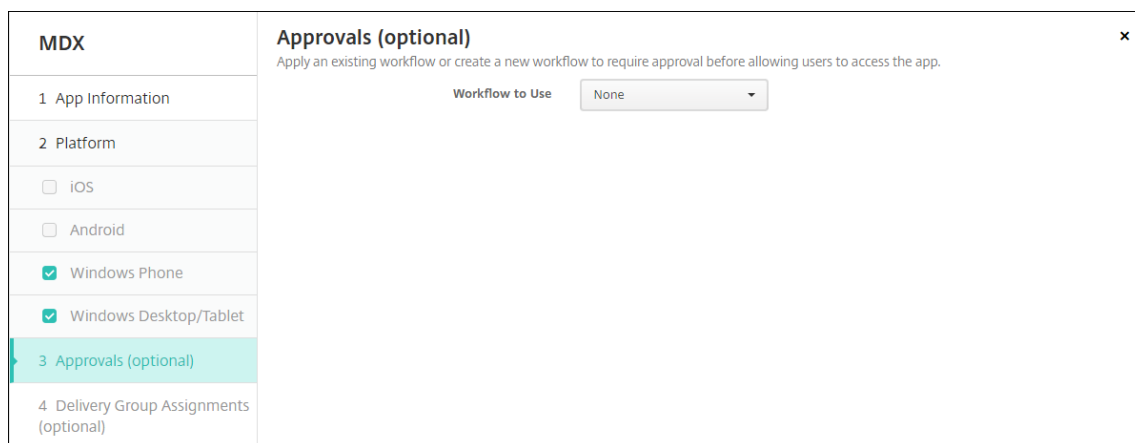 MDX
1 App Information
2 Platform
iOS
Android
Windows Phone
Windows Desktop/Tablet
3 Approvals (optional)
4 Delivery Group Assignments
(optional)
Approvals (optional)
Apply an existing workflow or create a new workflow to require approval before allowing users to access the app.
Workflow to Use None